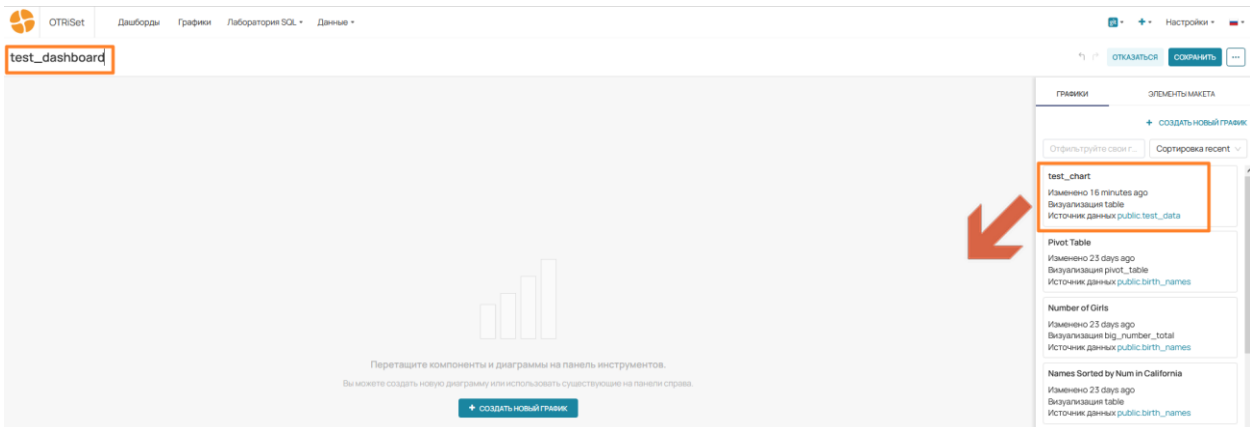 OTRiSet Дашборды Графики Лаборатория SQL Данные Настройки
test_dashboard ОТКАЗАТЬСЯ СОХРАНИТЬ ...
ГРАФИКИ ЭЛЕМЕНТЫ МАКЕТА
+ СОЗДАТЬ НОВЫЙ ГРАФИК
Отфильтруйте свои г... Сортировка recent
test_chart
Изменено 16 minutes ago
Визуализация table
Источник данных public.test_data
Pivot Table
Изменено 23 days ago
Визуализация pivot_table
Источник данных public.birth_names
Number of Girls
Изменено 23 days ago
Визуализация big_number_total
Источник данных public.birth_names
Names Sorted by Num in California
Изменено 23 days ago
Визуализация table
Источник данных public.birth_names
Перетащите компоненты и диаграммы на панель инструментов.
Вы можете создать новую диаграмму или использовать существующие на панели справа.
+ СОЗДАТЬ НОВЫЙ ГРАФИК